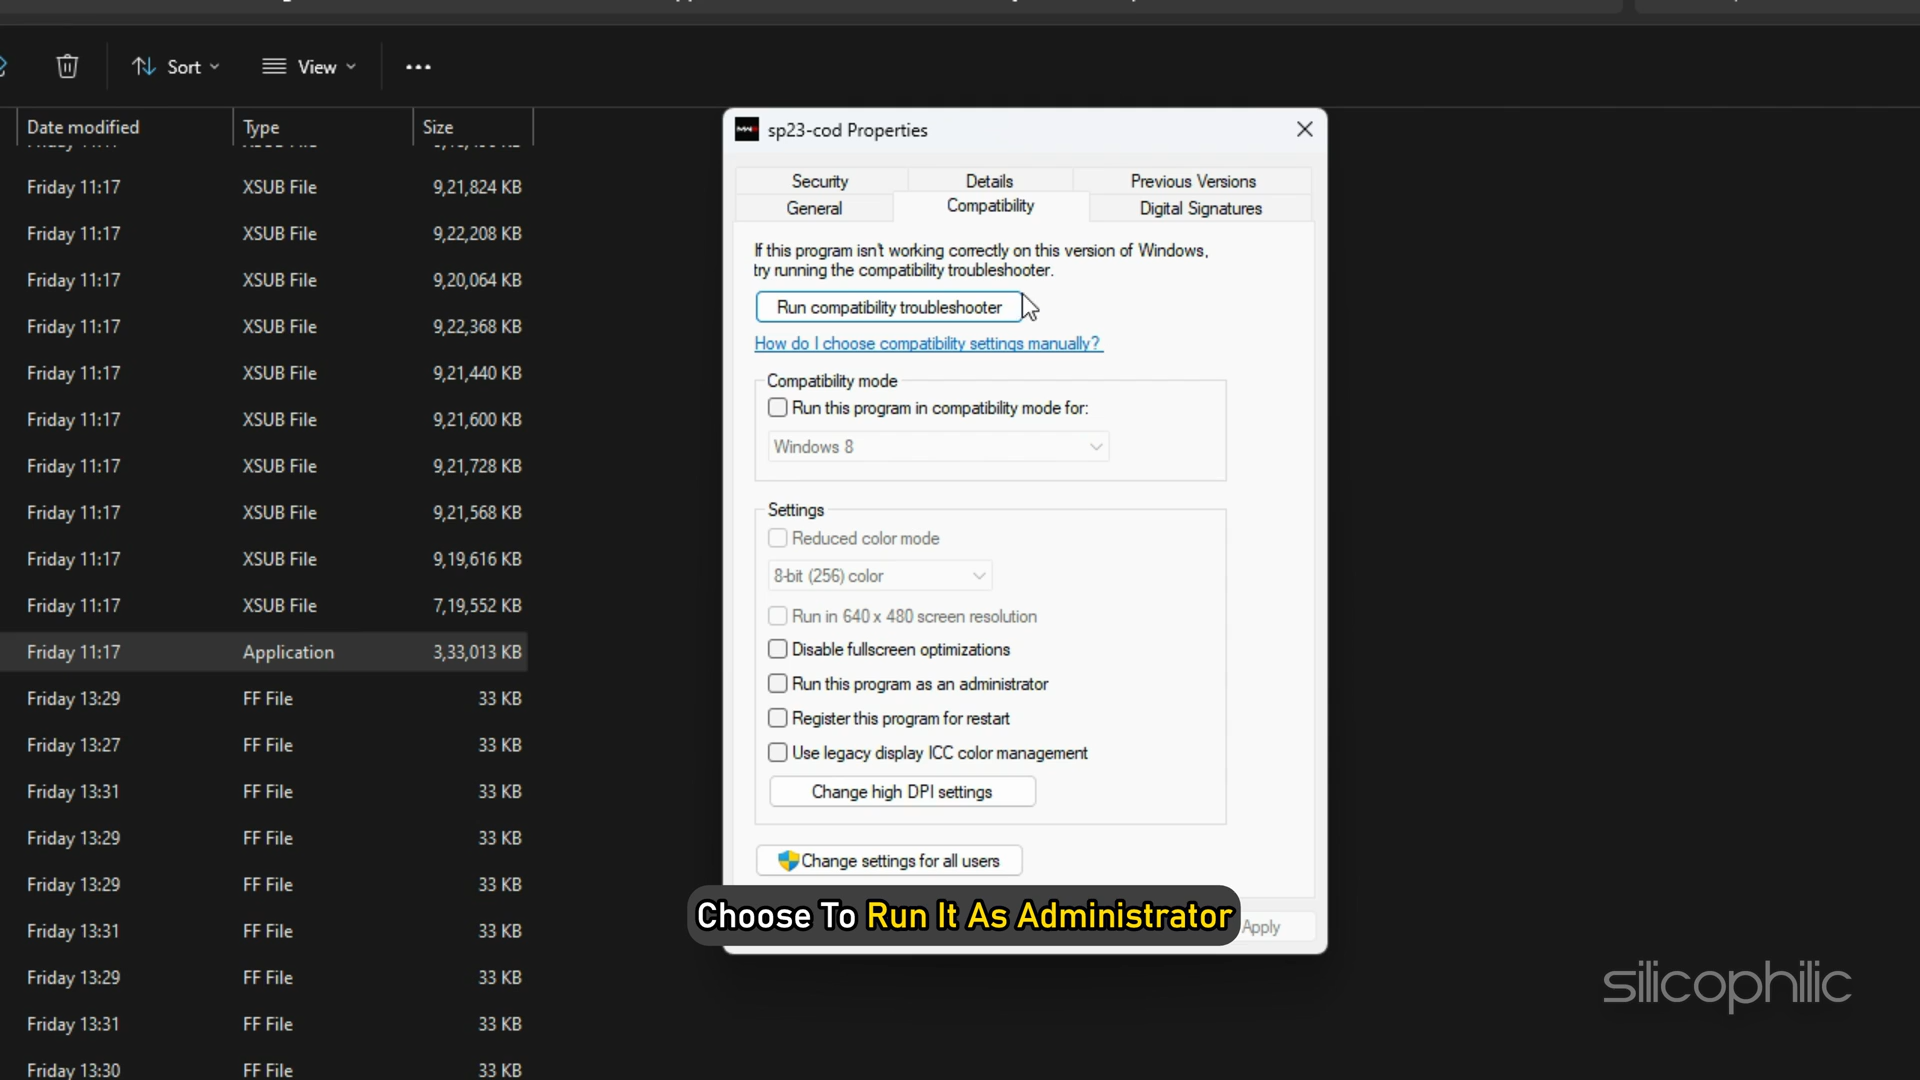 Sort
View
Date modified Type Size
Friday 11:17 XSUB File 9,21,824 KB
Friday 11:17 XSUB File 9,22,208 KB
Friday 11:17 XSUB File 9,20,064 KB
Friday 11:17 XSUB File 9,22,368 KB
Friday 11:17 XSUB File 9,21,440 KB
Friday 11:17 XSUB File 9,21,600 KB
Friday 11:17 XSUB File 9,21,728 KB
Friday 11:17 XSUB File 9,21,568 KB
Friday 11:17 XSUB File 9,19,616 KB
Friday 11:17 XSUB File 7,19,552 KB
Friday 11:17 Application 3,33,013 KB
Friday 13:29 FF File 33 KB
Friday 13:27 FF File 33 KB
Friday 13:31 FF File 33 KB
Friday 13:29 FF File 33 KB
Friday 13:29 FF File 33 KB
Friday 13:31 FF File 33 KB
Friday 13:29 FF File 33 KB
Friday 13:31 FF File 33 KB
Friday 13:30 FF File 33 KB
sp23-cod Properties
Security Details Previous Versions
General Compatibility Digital Signatures
If this program isn't working correctly on this version of Windows,
try running the compatibility troubleshooter.
Run compatibility troubleshooter
How do I choose compatibility settings manually?
Compatibility mode
Run this program in compatibility mode for:
Windows 8
Settings
Reduced color mode
8-bit (256) color
Run in 640 x 480 screen resolution
Disable fullscreen optimizations
Run this program as an administrator
Register this program for restart
Use legacy display ICC color management
Change high DPI settings
Change settings for all users
Choose To Run It As Administrator
Apply
silicophilic